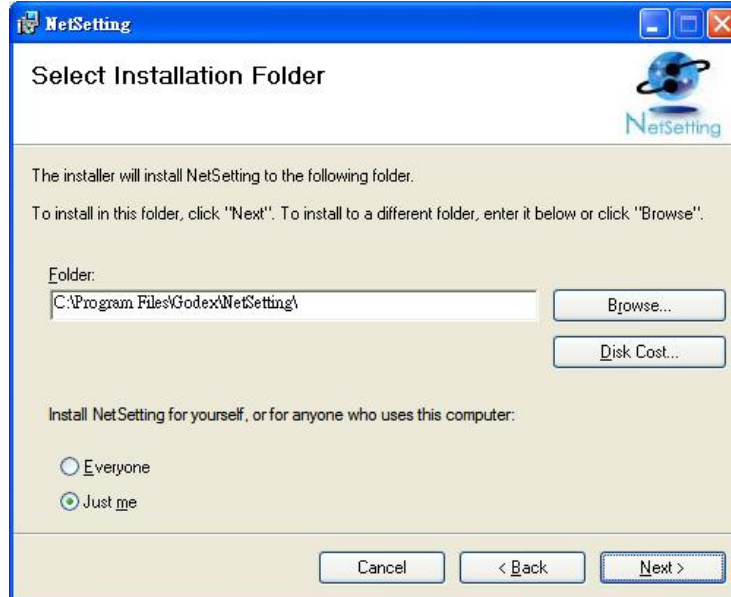 NetSetting
Select Installation Folder
NetSetting
The installer will install NetSetting to the following folder.
To install in this folder, click "Next". To install to a different folder, enter it below or click "Browse".
Folder:
C:\Program Files\Godex\NetSetting\
Browse...
Disk Cost...
Install NetSetting for yourself, or for anyone who uses this computer:
Everyone
Just me
Cancel
< Back
Next >